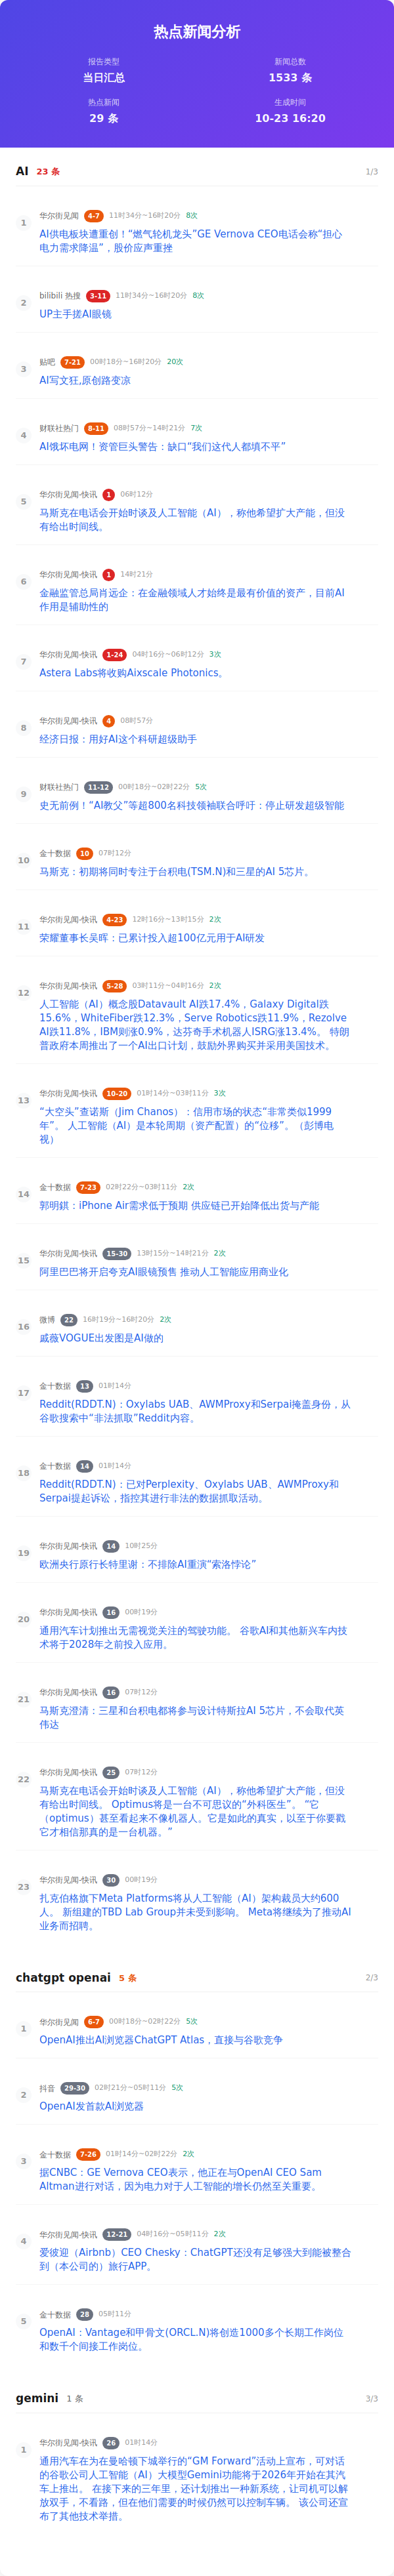 热点新闻分析
报告类型
新闻总数
当日汇总
1533 条
热点新闻
生成时间
29 条
10-23 16:20
AI 23 条 1/3
1
华尔街见闻 4-7 11时34分~16时20分 8次
AI供电板块遭重创！“燃气轮机龙头”GE Vernova CEO电话会称“担心
电力需求降温”，股价应声重挫
2
bilibili 热搜 3-11 11时34分~16时20分 8次
UP主手搓AI眼镜
3
贴吧 7-21 00时18分~16时20分 20次
AI写文狂,原创路变凉
4
财联社热门 8-11 08时57分~14时21分 7次
AI饿坏电网！资管巨头警告：缺口“我们这代人都填不平”
5
华尔街见闻-快讯 1 06时12分
马斯克在电话会开始时谈及人工智能（AI），称他希望扩大产能，但没
有给出时间线。
6
华尔街见闻-快讯 1 14时21分
金融监管总局肖远企：在金融领域人才始终是最有价值的资产，目前AI
作用是辅助性的
7
华尔街见闻-快讯 1-24 04时16分~06时12分 3次
Astera Labs将收购Aixscale Photonics。
8
华尔街见闻-快讯 4 08时57分
经济日报：用好AI这个科研超级助手
9
财联社热门 11-12 00时18分~02时22分 5次
史无前例！“AI教父”等超800名科技领袖联合呼吁：停止研发超级智能
10
金十数据 10 07时12分
马斯克：初期将同时专注于台积电(TSM.N)和三星的AI 5芯片。
11
华尔街见闻-快讯 4-23 12时16分~13时15分 2次
荣耀董事长吴晖：已累计投入超100亿元用于AI研发
12
华尔街见闻-快讯 5-28 03时11分~04时16分 2次
人工智能（AI）概念股Datavault AI跌17.4%，Galaxy Digital跌
15.6%，WhiteFiber跌12.3%，Serve Robotics跌11.9%，Rezolve
AI跌11.8%，IBM则涨0.9%，达芬奇手术机器人ISRG涨13.4%。 特朗
普政府本周推出了一个AI出口计划，鼓励外界购买并采用美国技术。
13
华尔街见闻-快讯 10-20 01时14分~03时11分 3次
“大空头”查诺斯（Jim Chanos）：信用市场的状态“非常类似1999
年”。 人工智能（AI）是本轮周期（资产配置）的“位移”。（彭博电
视）
14
金十数据 7-23 02时22分~03时11分 2次
郭明錤：iPhone Air需求低于预期 供应链已开始降低出货与产能
15
华尔街见闻-快讯 15-30 13时15分~14时21分 2次
阿里巴巴将开启夸克AI眼镜预售 推动人工智能应用商业化
16
微博 22 16时19分~16时20分 2次
戚薇VOGUE出发图是AI做的
17
金十数据 13 01时14分
Reddit(RDDT.N)：Oxylabs UAB、AWMProxy和Serpai掩盖身份，从
谷歌搜索中“非法抓取”Reddit内容。
18
金十数据 14 01时14分
Reddit(RDDT.N)：已对Perplexity、Oxylabs UAB、AWMProxy和
Serpai提起诉讼，指控其进行非法的数据抓取活动。
19
华尔街见闻-快讯 14 10时25分
欧洲央行原行长特里谢：不排除AI重演“索洛悖论”
20
华尔街见闻-快讯 16 00时19分
通用汽车计划推出无需视觉关注的驾驶功能。 谷歌AI和其他新兴车内技
术将于2028年之前投入应用。
21
华尔街见闻-快讯 16 07时12分
马斯克澄清：三星和台积电都将参与设计特斯拉AI 5芯片，不会取代英
伟达
22
华尔街见闻-快讯 25 07时12分
马斯克在电话会开始时谈及人工智能（AI），称他希望扩大产能，但没
有给出时间线。 Optimus将是一台不可思议的“外科医生”。 “它
（optimus）甚至看起来不像机器人。它是如此的真实，以至于你要戳
它才相信那真的是一台机器。”
23
华尔街见闻-快讯 30 00时19分
扎克伯格旗下Meta Platforms将从人工智能（AI）架构裁员大约600
人。 新组建的TBD Lab Group并未受到影响。 Meta将继续为了推动AI
业务而招聘。
chatgpt openai 5 条 2/3
1
华尔街见闻 6-7 00时18分~02时22分 5次
OpenAI推出AI浏览器ChatGPT Atlas，直接与谷歌竞争
2
抖音 29-30 02时21分~05时11分 5次
OpenAI发首款AI浏览器
3
金十数据 7-26 01时14分~02时22分 2次
据CNBC：GE Vernova CEO表示，他正在与OpenAI CEO Sam
Altman进行对话，因为电力对于人工智能的增长仍然至关重要。
4
华尔街见闻-快讯 12-21 04时16分~05时11分 2次
爱彼迎（Airbnb）CEO Chesky：ChatGPT还没有足够强大到能被整合
到（本公司的）旅行APP。
5
金十数据 28 05时11分
OpenAI：Vantage和甲骨文(ORCL.N)将创造1000多个长期工作岗位
和数千个间接工作岗位。
gemini 1 条 3/3
1
华尔街见闻-快讯 26 01时14分
通用汽车在为在曼哈顿下城举行的“GM Forward”活动上宣布，可对话
的谷歌公司人工智能（AI）大模型Gemini功能将于2026年开始在其汽
车上推出。 在接下来的三年里，还计划推出一种新系统，让司机可以解
放双手，不看路，但在他们需要的时候仍然可以控制车辆。 该公司还宣
布了其他技术举措。